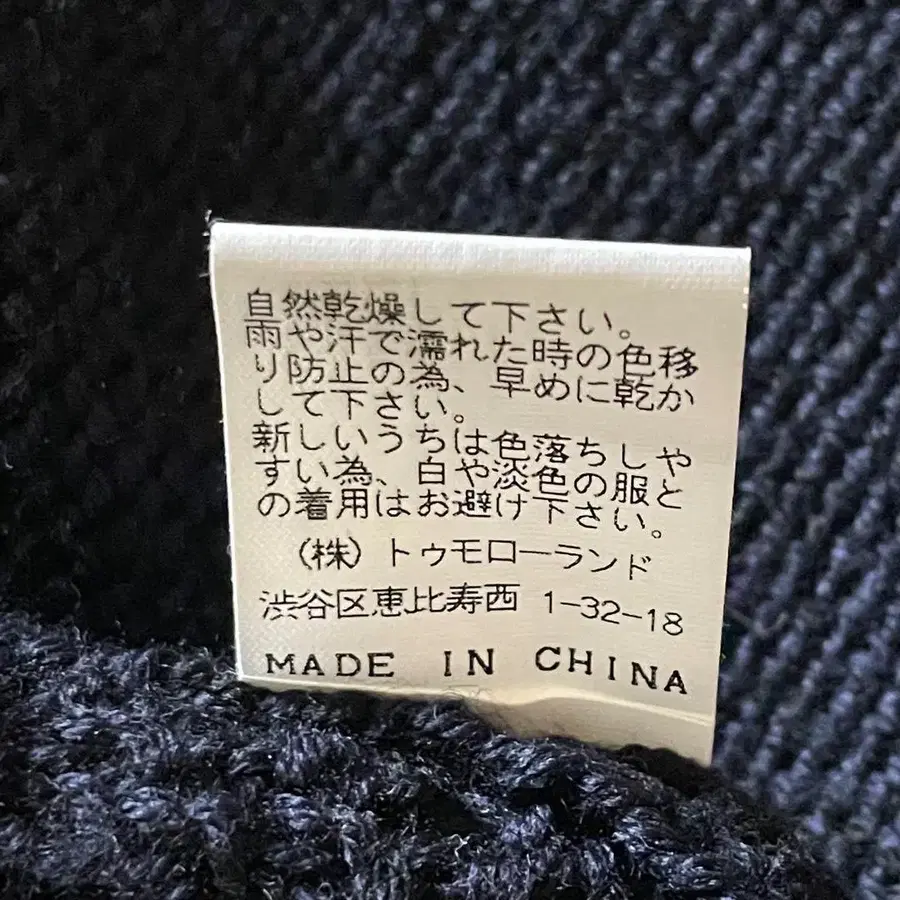 自然乾燥して下さい。
雨や汗で濡れた時の色移
り防止の為、早めに乾か
して下さい。
新しいうちは色落ちしや
すい為、白や淡色の服と
の着用はお避け下さい。
(株)トゥモローランド
渋谷区恵比寿西 1-32-18
MADE IN CHINA